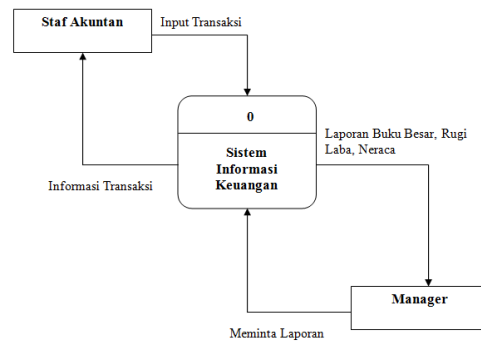 Staf Akuntan
Input Transaksi
0
Sistem
Informasi
Keuangan
Laporan Buku Besar, Rugi
Laba, Neraca
Informasi Transaksi
Manager
Meminta Laporan